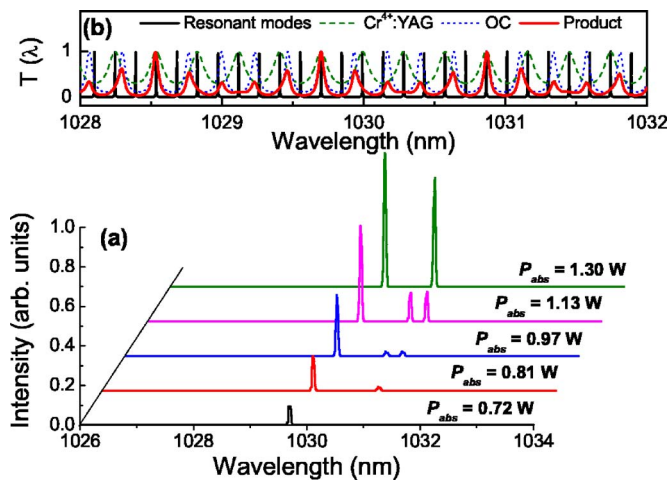 (b)
Resonant modes Cr4+:YAG OC Product
T (λ)
1
0
1028 1029 1030 1031 1032
Wavelength (nm)
(a)
Intensity (arb. units)
1.0
0.8
0.6
0.4
0.2
0.0
Pabs = 1.30 W
Pabs = 1.13 W
Pabs = 0.97 W
Pabs = 0.81 W
Pabs = 0.72 W
1026 1028 1030 1032 1034
Wavelength (nm)